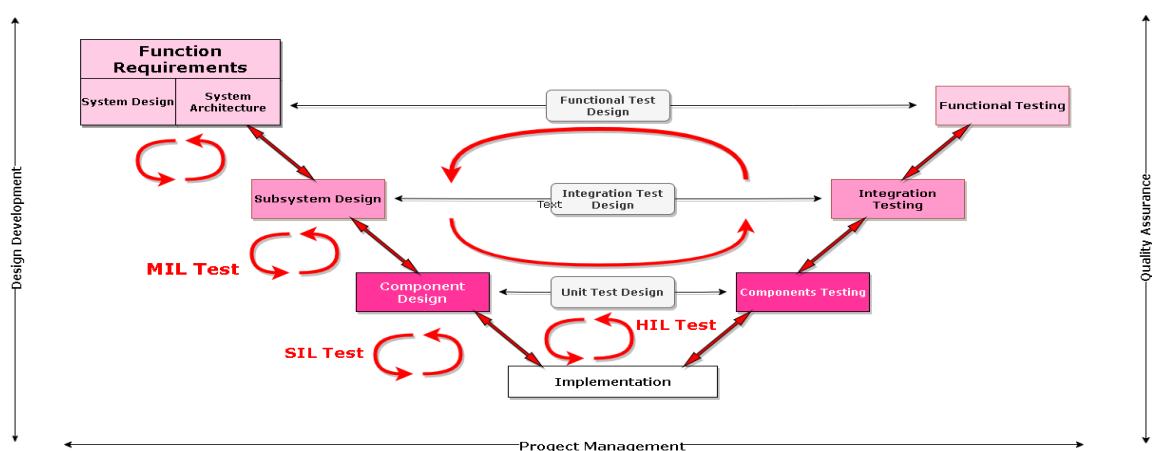 Function
Requirements
System Design
System
Architecture
Functional Test
Design
Functional Testing
Design Development
Quality Assurance
Subsystem Design
Integration Test
Design
Text
Integration
Testing
MIL Test
Component
Design
Unit Test Design
Components Testing
SIL Test
HIL Test
Implementation
Progect Management